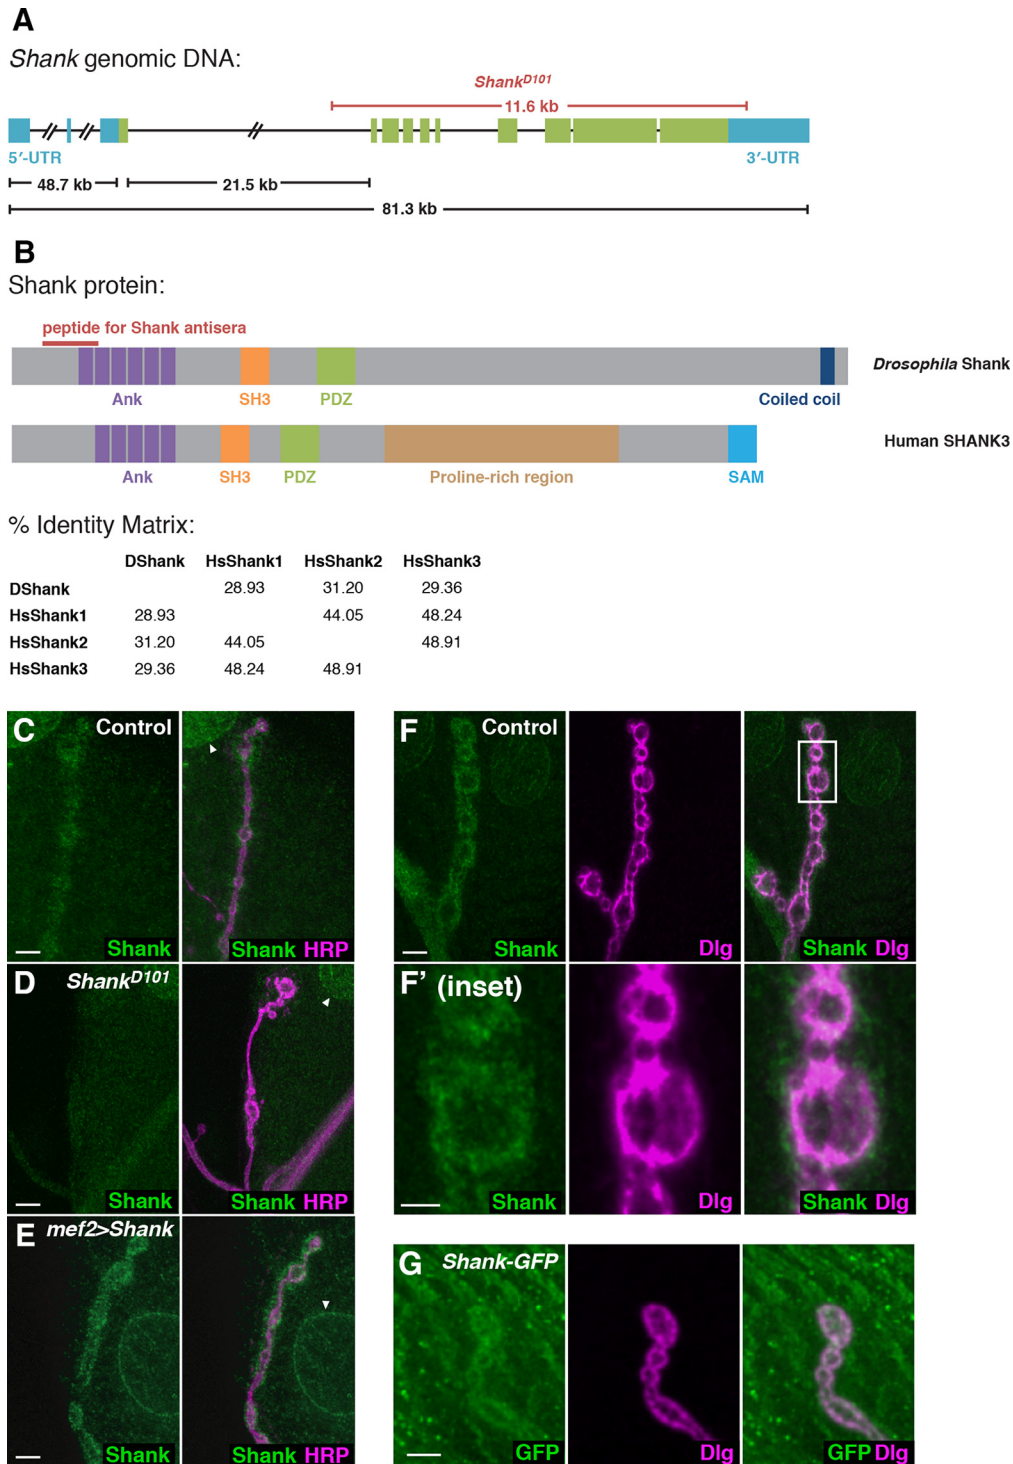 A
Shank genomic DNA:
ShankD101
11.6 kb
5′-UTR
3′-UTR
48.7 kb
21.5 kb
81.3 kb
B
Shank protein:
peptide for Shank antisera
Drosophila Shank
Ank
SH3
PDZ
Coiled coil
Human SHANK3
Ank
SH3
PDZ
Proline-rich region
SAM
% Identity Matrix:
DShank HsShank1 HsShank2 HsShank3
DShank 28.93 31.20 29.36
HsShank1 28.93 44.05 48.24
HsShank2 31.20 44.05 48.91
HsShank3 29.36 48.24 48.91
C Control
Shank
Shank HRP
D ShankD101
Shank
Shank HRP
E mef2>Shank
Shank
Shank HRP
F Control
Shank
Dlg
Shank Dlg
F’ (inset)
Shank
Dlg
Shank Dlg
G Shank-GFP
GFP
Dlg
GFP Dlg